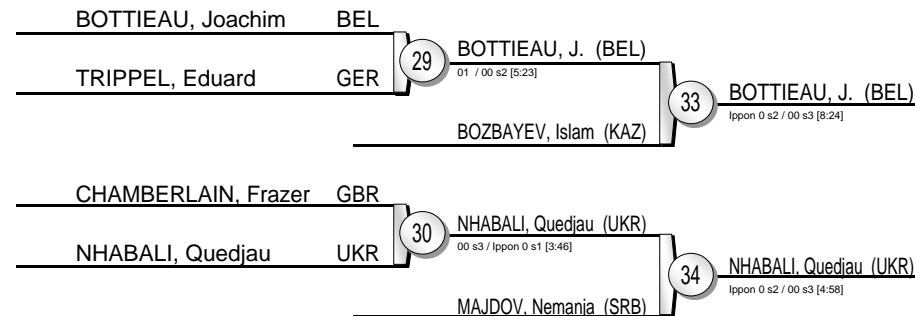 BOTTIEAU, Joachim BEL
TRIPPEL, Eduard GER
29
BOTTIEAU, J. (BEL)
01 / 00 s2 [5:23]
BOZBAYEV, Islam (KAZ)
33
BOTTIEAU, J. (BEL)
Ippon 0 s2 / 00 s3 [8:24]
CHAMBERLAIN, Frazer GBR
NHABALI, Quedjau UKR
30
NHABALI, Quedjau (UKR)
00 s3 / Ippon 0 s1 [3:46]
MAJDOV, Nemanja (SRB)
34
NHABALI, Quedjau (UKR)
Ippon 0 s2 / 00 s3 [4:58]